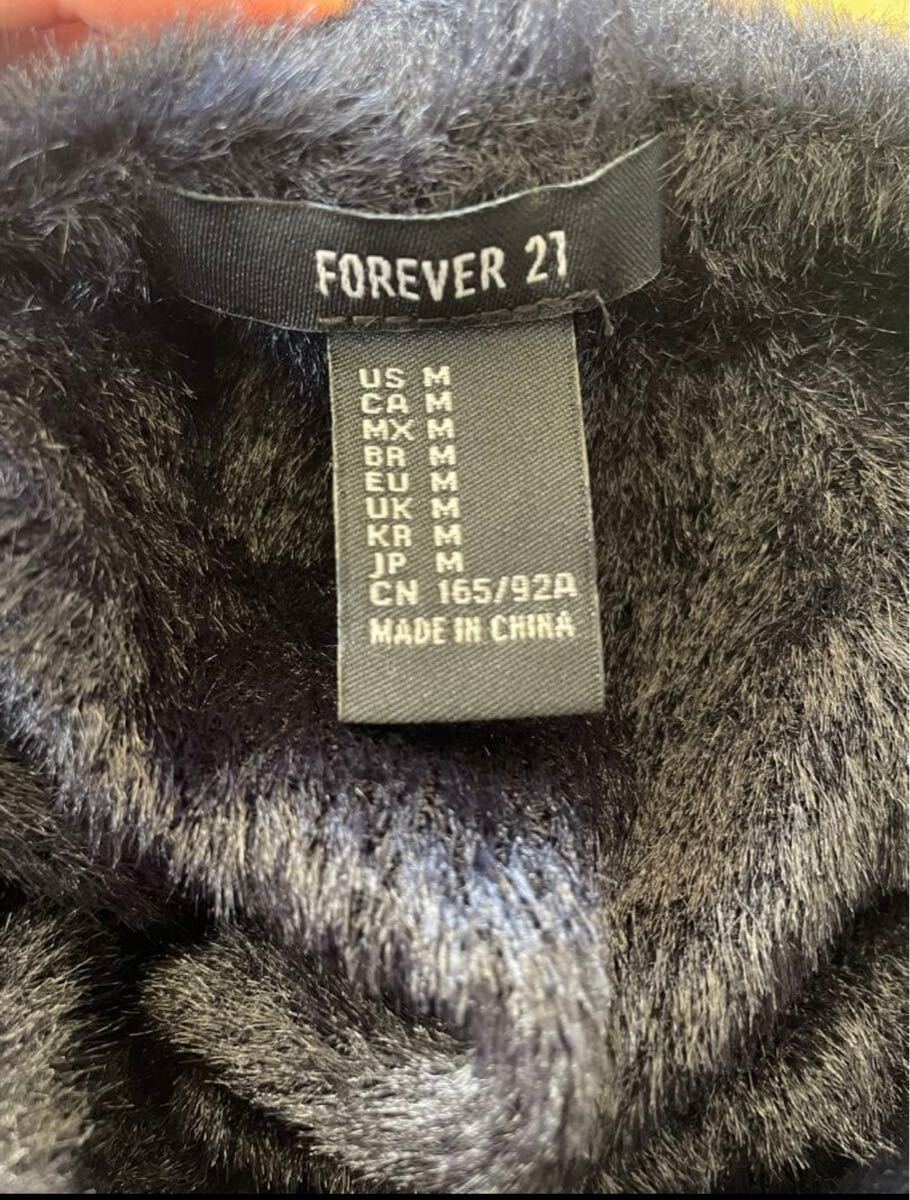 FOREVER 21
US M
CA M
MX M
BR M
EU M
UK M
KR M
JP M
CN 165/92A
MADE IN CHINA